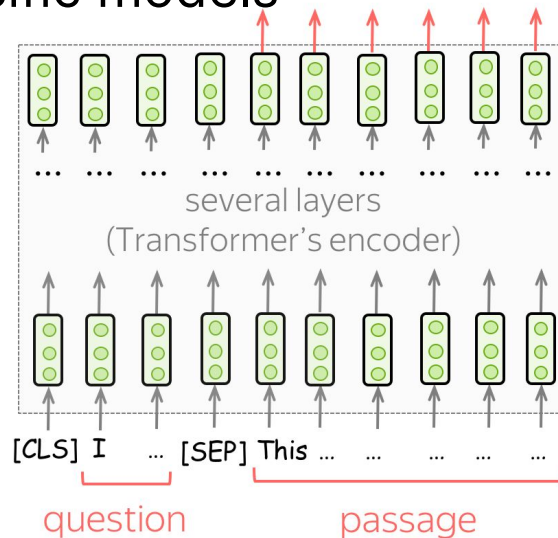 ... ... ... ... ... ... ... ... ... ...
several layers
(Transformer's encoder)
[CLS] I ... [SEP] This ... ... ... ... ...
question passage